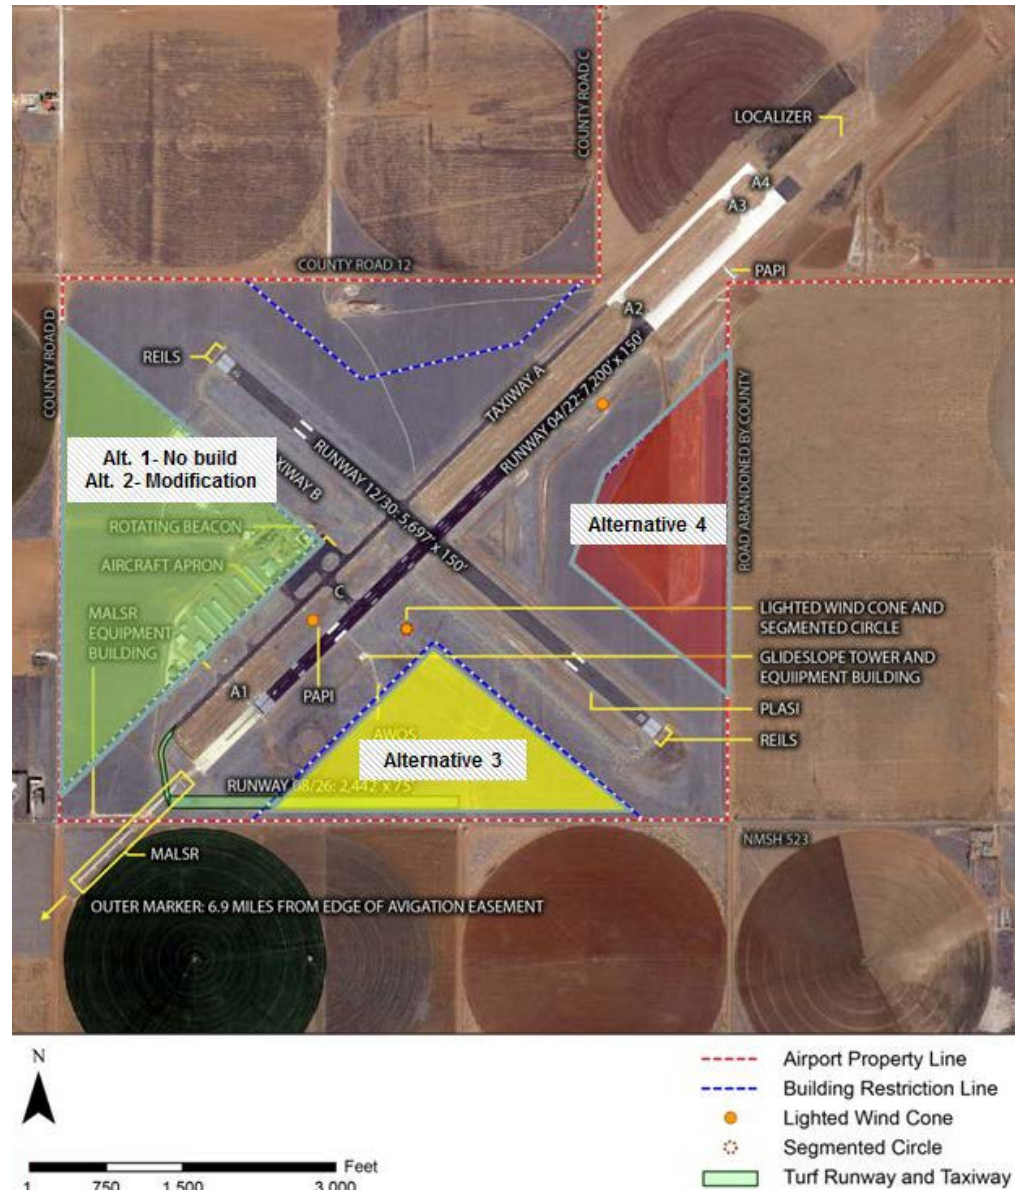 COUNTY ROAD C
LOCALIZER
A4
A3
COUNTY ROAD 12
PAPI
A2
COUNTY ROAD D
REILS
TAXIWAY A
RUNWAY 04/22: 7,200' x 150'
ROAD ABANDONED BY COUNTY
Alt. 1- No build
Alt. 2- Modification
RUNWAY 12/30: 5,697' x 150'
XIWAY B
Alternative 4
ROTATING BEACON
AIRCRAFT APRON
C
MALSR
EQUIPMENT
BUILDING
LIGHTED WIND CONE AND
SEGMENTED CIRCLE
GLIDESLOPE TOWER AND
EQUIIPMENT BUILDING
A1
PAPI
PLASI
AWOS
REILS
Alternative 3
RUNWAY 08/26: 2,442' x 75'
MALSR
NMSH 523
OUTER MARKER: 6.9 MILES FROM EDGE OF AVIGATION EASEMENT
N
Airport Property Line
Building Restriction Line
Lighted Wind Cone
Segmented Circle
Turf Runway and Taxiway
Feet
1 750 1,500 3,000